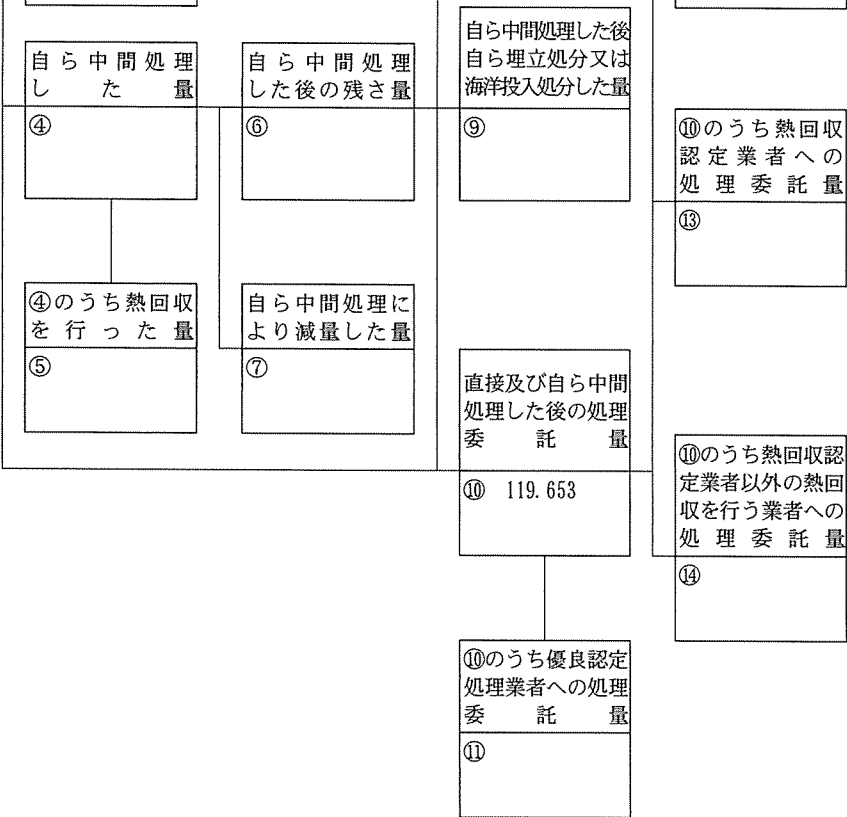 自ら中間処理
した量
④
④のうち熱回収
を行った量
⑤
自ら中間処理
した後の残さ量
⑥
自ら中間処理に
より減量した量
⑦
自ら中間処理した後
自ら埋立処分又は
海洋投入処分した量
⑨
直接及び自ら中間
処理した後の処理
委託量
⑩ 119.653
⑩のうち優良認定
処理業者への処理
委託量
⑪
⑩のうち熱回収
認定業者への
処理委託量
⑬
⑩のうち熱回収認
定業者以外の熱回
収を行う業者への
処理委託量
⑭